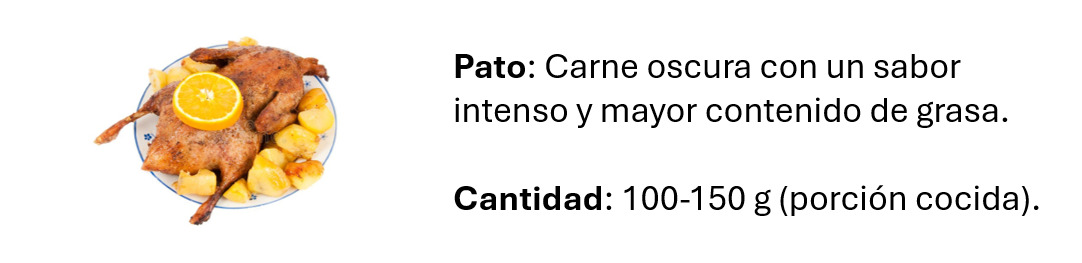 Pato: Carne oscura con un sabor
intenso y mayor contenido de grasa.
Cantidad: 100-150 g (porción cocida).